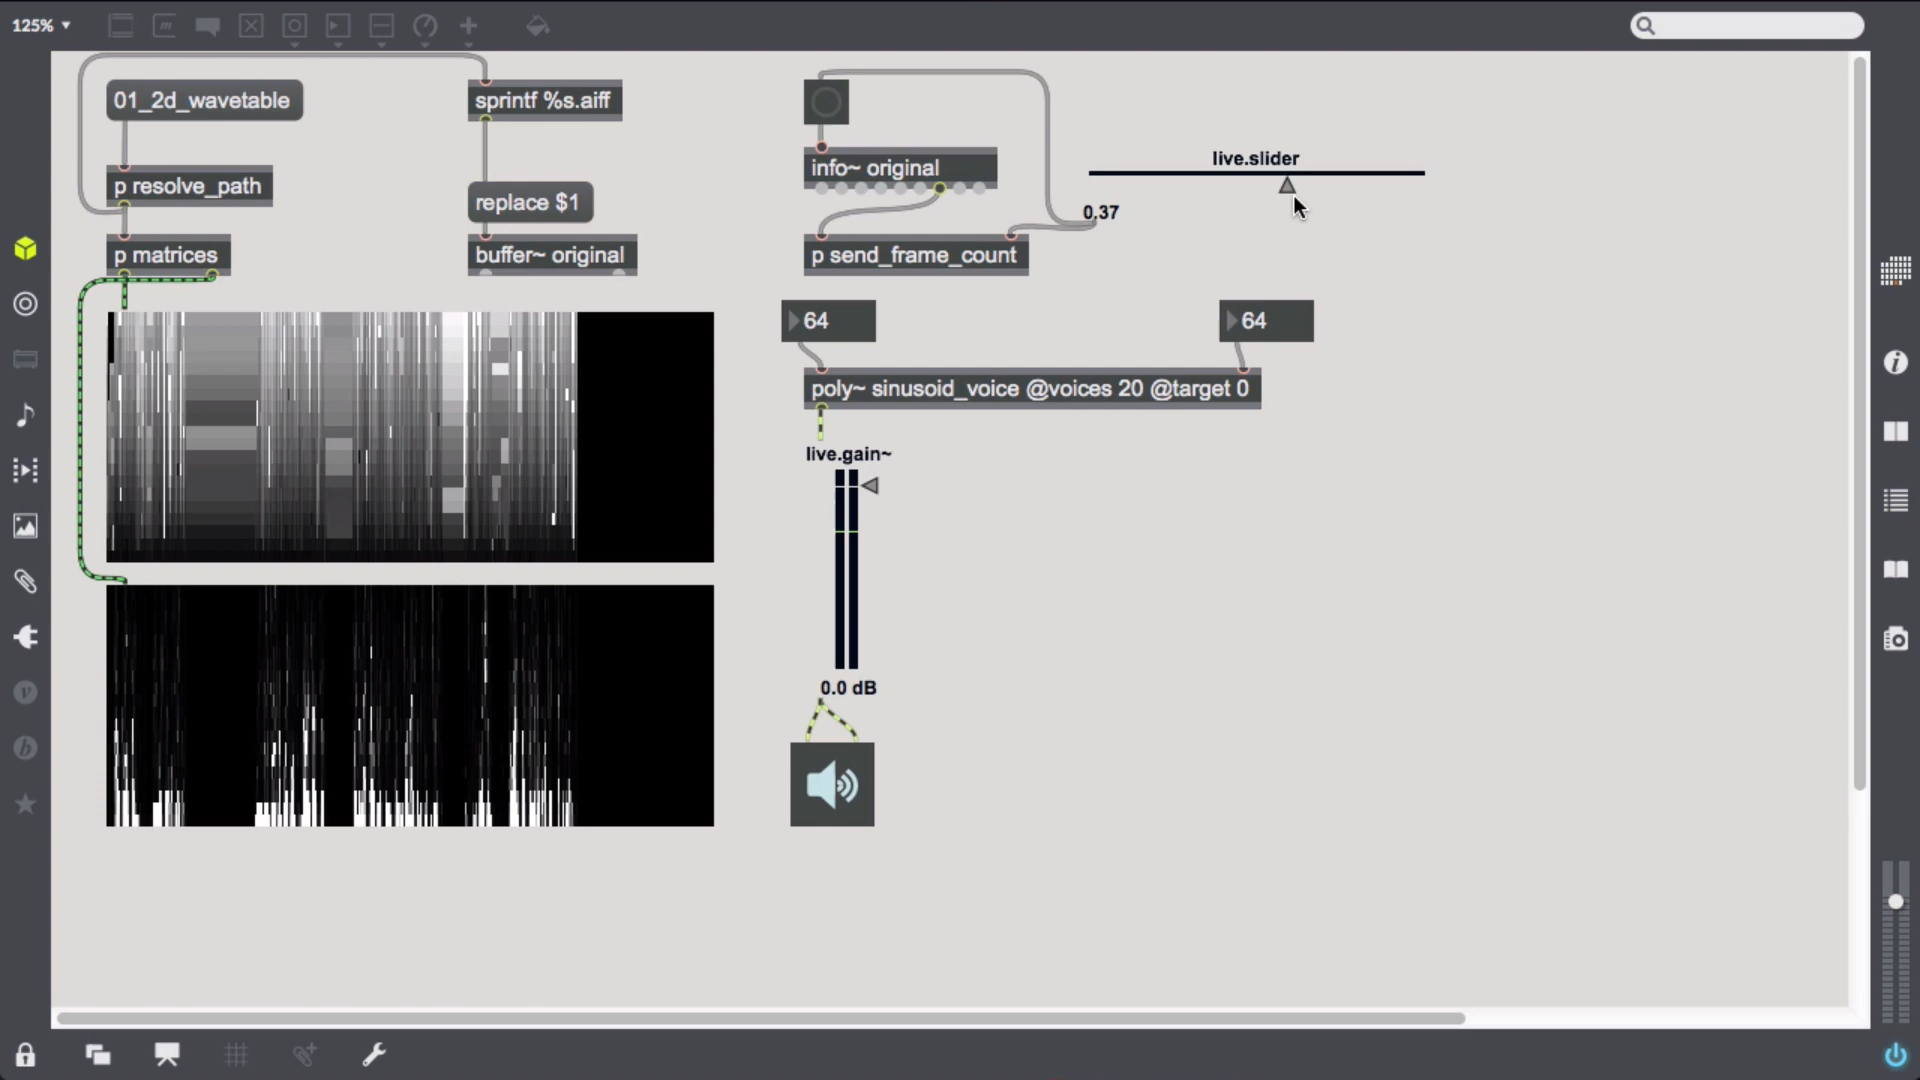 125%
01_2d_wavetable
sprintf %s.aiff
p resolve_path
info~ original
live.slider
replace $1
0.37
p matrices
buffer~ original
p send_frame_count
64
64
poly~ sinusoid_voice @voices 20 @target 0
live.gain~
0.0 dB